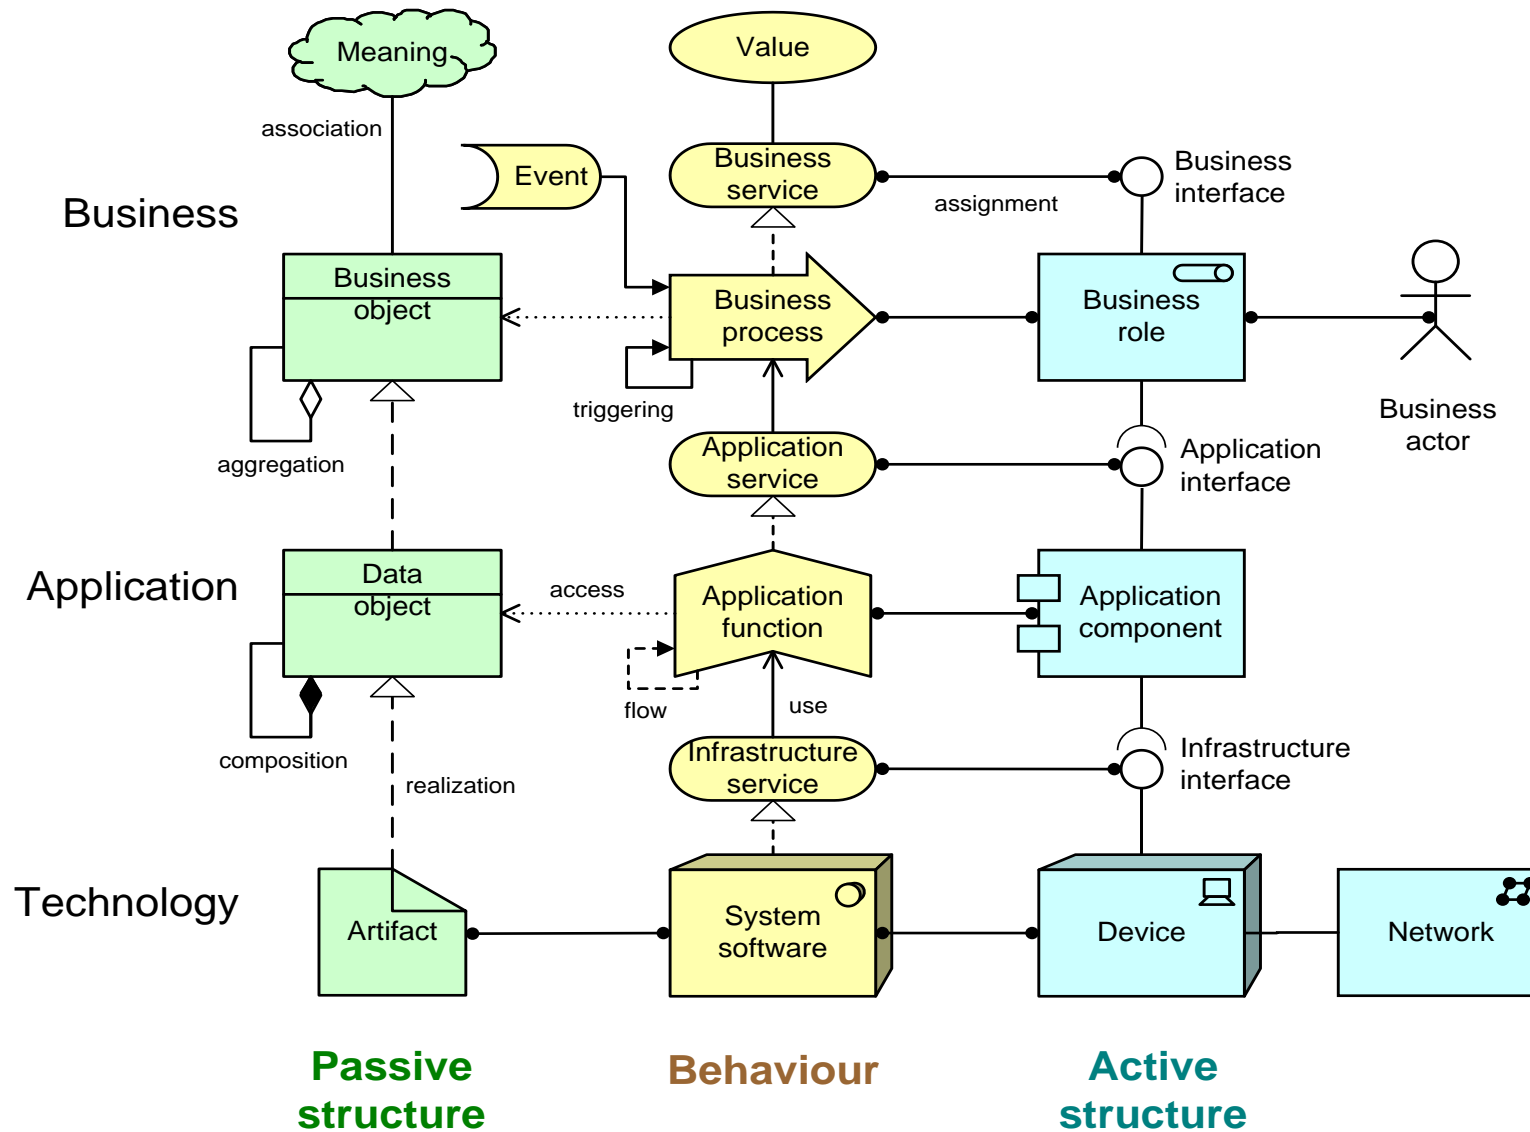 Meaning
Value
association
Event
Business
service
assignment
Business
interface
Business
Business
object
Business
process
Business
role
triggering
aggregation
Business
actor
Application
service
Application
interface
Application
Data
object
access
Application
function
Application
component
flow
use
composition
realization
Infrastructure
service
Infrastructure
interface
Technology
Artifact
System
software
Device
Network
Passive
structure
Behaviour
Active
structure